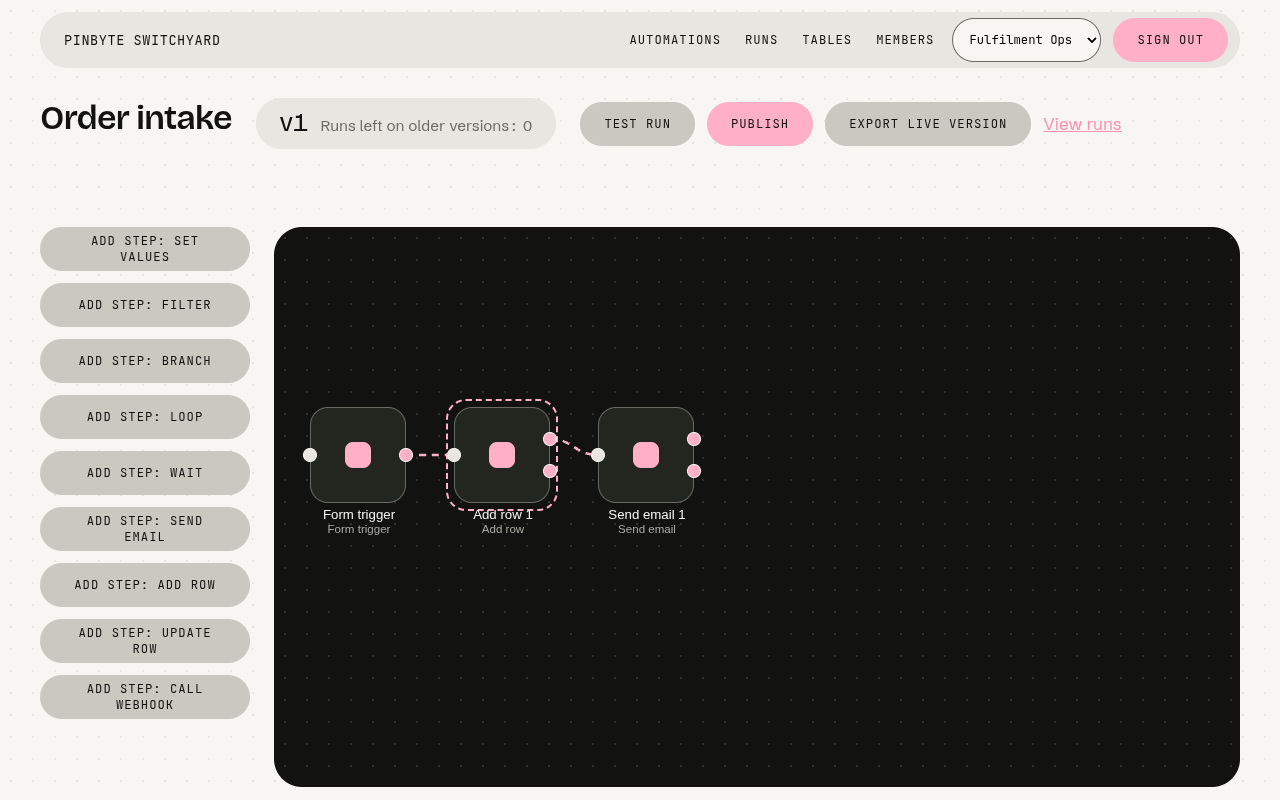 PINBYTE SWITCHYARD
AUTOMATIONS RUNS TABLES MEMBERS Fulfilment Ops SIGN OUT
Order intake v1 Runs left on older versions: 0 TEST RUN PUBLISH EXPORT LIVE VERSION View runs
ADD STEP: SET
VALUES
ADD STEP: FILTER
ADD STEP: BRANCH
ADD STEP: LOOP
ADD STEP: WAIT
ADD STEP: SEND
EMAIL
ADD STEP: ADD ROW
ADD STEP: UPDATE
ROW
ADD STEP: CALL
WEBHOOK
Form trigger
Form trigger
Add row 1
Add row
Send email 1
Send email